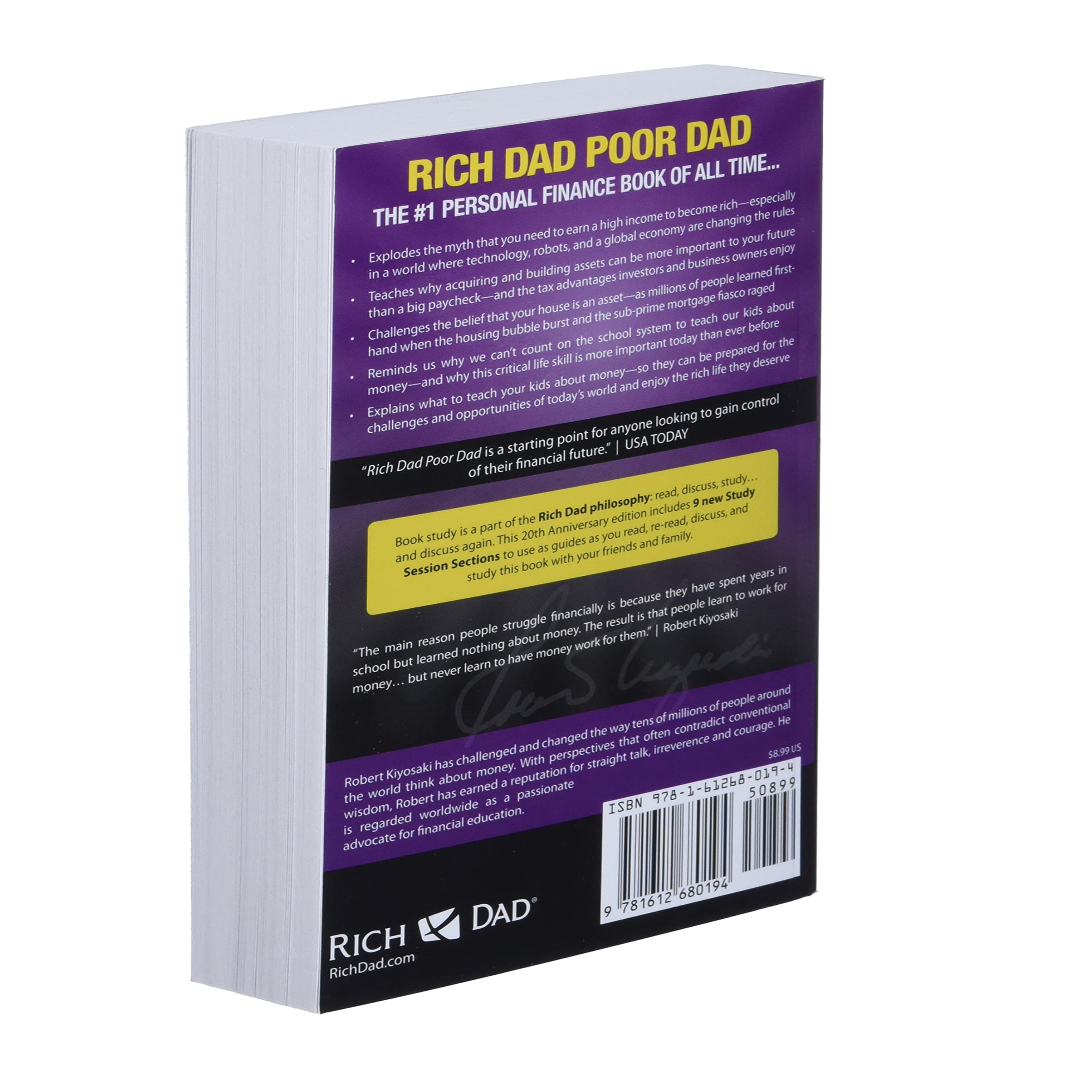 RICH DAD POOR DAD
THE #1 PERSONAL FINANCE BOOK OF ALL TIME...
• Explodes the myth that you need to earn a high income to become rich—especially
in a world where technology, robots, and a global economy are changing the rules
• Teaches why acquiring and building assets can be more important to your future
than a big paycheck—and the tax advantages investors and business owners enjoy
• Challenges the belief that your house is an asset—as millions of people learned first-
hand when the housing bubble burst and the sub-prime mortgage fiasco raged
• Reminds us why we can't count on the school system to teach our kids about
money—and why this critical life skill is more important today than ever before
• Explains what to teach your kids about money—so they can be prepared for the
challenges and opportunities of today's world and enjoy the rich life they deserve
“Rich Dad Poor Dad is a starting point for anyone looking to gain control
of their financial future.” | USA TODAY
Book study is a part of the Rich Dad philosophy: read, discuss, study...
and discuss again. This 20th Anniversary edition includes 9 new Study
Session Sections to use as guides as you read, re-read, discuss, and
study this book with your friends and family.
“The main reason people struggle financially is because they have spent years in
school but learned nothing about money. The result is that people learn to work for
money... but never learn to have money work for them.” | Robert Kiyosaki
Robert Kiyosaki has challenged and changed the way tens of millions of people around
the world think about money. With perspectives that often contradict conventional
wisdom, Robert has earned a reputation for straight talk, irreverence and courage. He
is regarded worldwide as a passionate
advocate for financial education.
$8.99 US
ISBN 978-1-61268-019-4
50899
9 781612 680194
RICH DAD®
RichDad.com